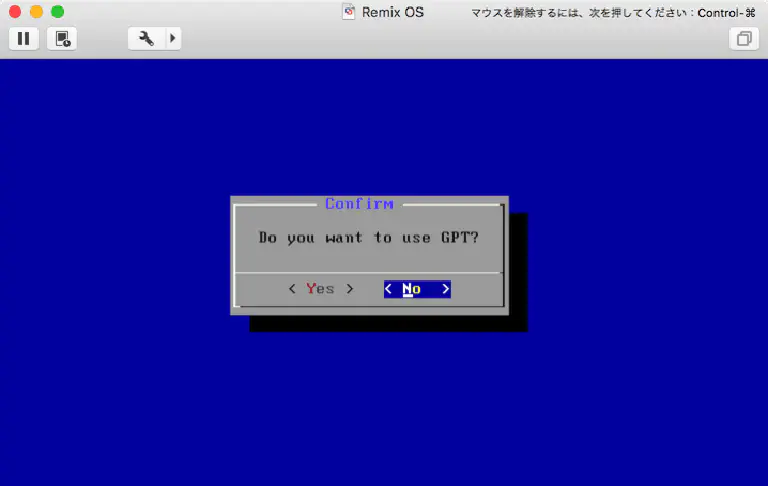 Remix OS
マウスを解除するには、次を押してください：Control-⌘
Confirm
Do you want to use GPT?
< Yes > < No >